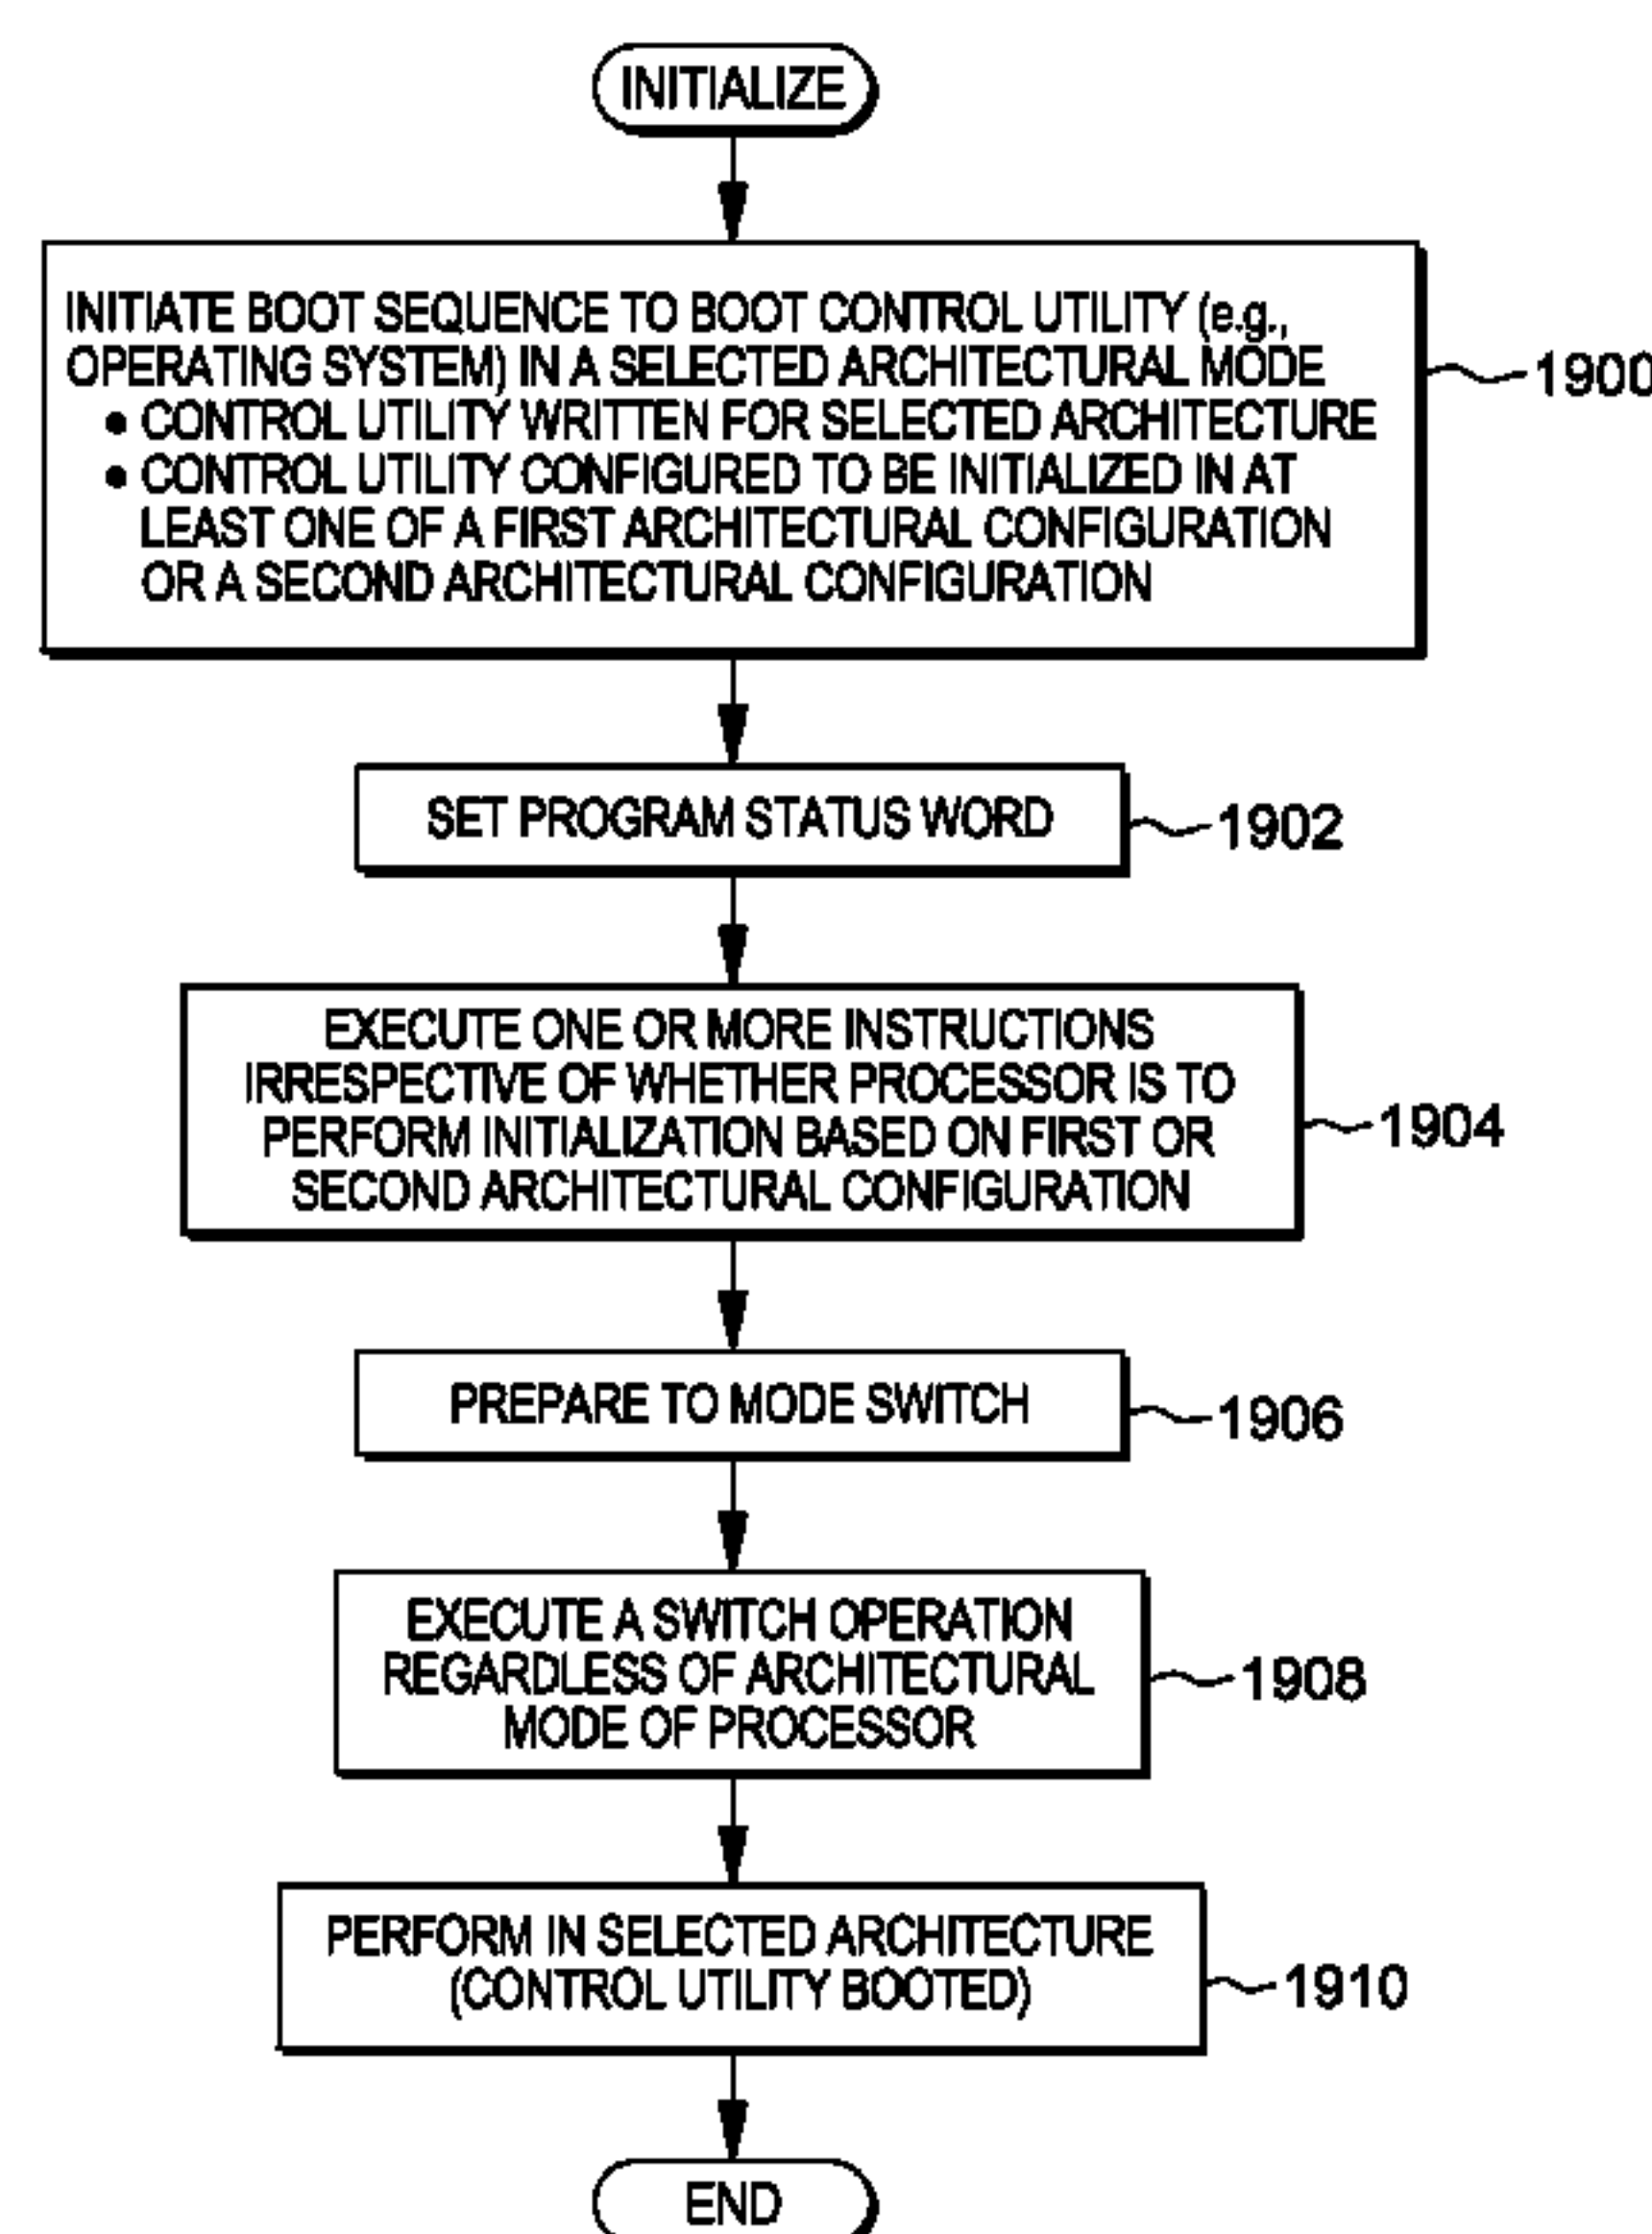 INITIALIZE
INITIATE BOOT SEQUENCE TO BOOT CONTROL UTILITY (e.g.,
OPERATING SYSTEM) IN A SELECTED ARCHITECTURAL MODE
● CONTROL UTILITY WRITTEN FOR SELECTED ARCHITECTURE
● CONTROL UTILITY CONFIGURED TO BE INITIALIZED IN AT
LEAST ONE OF A FIRST ARCHITECTURAL CONFIGURATION
OR A SECOND ARCHITECTURAL CONFIGURATION
1900
SET PROGRAM STATUS WORD
1902
EXECUTE ONE OR MORE INSTRUCTIONS
IRRESPECTIVE OF WHETHER PROCESSOR IS TO
PERFORM INITIALIZATION BASED ON FIRST OR
SECOND ARCHITECTURAL CONFIGURATION
1904
PREPARE TO MODE SWITCH
1906
EXECUTE A SWITCH OPERATION
REGARDLESS OF ARCHITECTURAL
MODE OF PROCESSOR
1908
PERFORM IN SELECTED ARCHITECTURE
(CONTROL UTILITY BOOTED)
1910
END